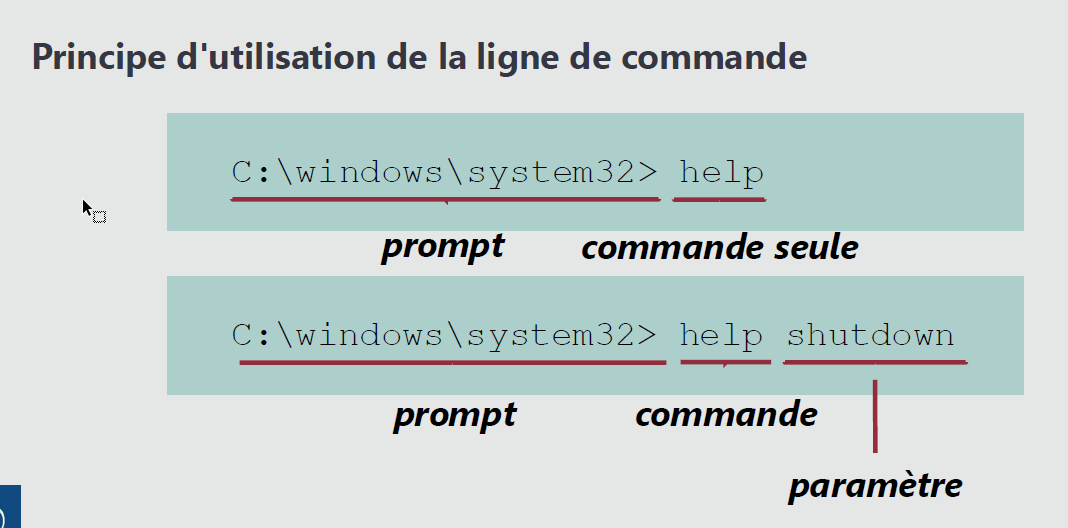 Principe d'utilisation de la ligne de commande
C:\windows\system32> help
prompt commande seule
C:\windows\system32> help shutdown
prompt commande
paramètre